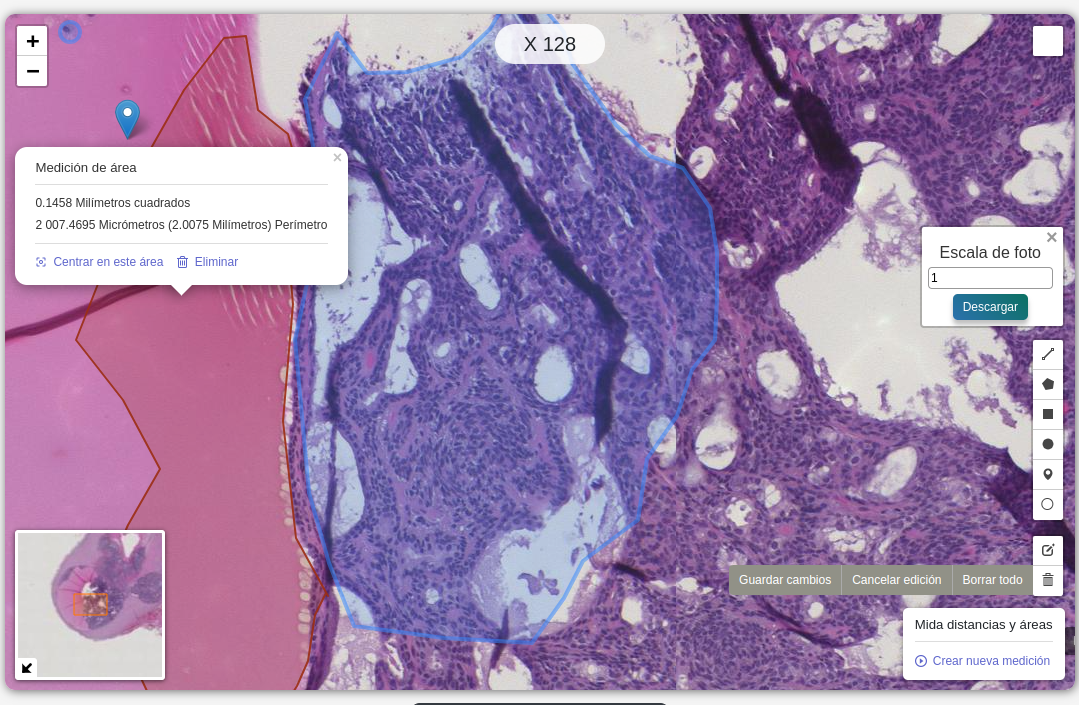 +
−
X 128
×
Medición de área
0.1458 Milímetros cuadrados
2 007.4695 Micrómetros (2.0075 Milímetros) Perímetro
Centrar en este área Eliminar
×
Escala de foto
1
Descargar
Guardar cambios Cancelar edición Borrar todo
Mida distancias y áreas
Crear nueva medición